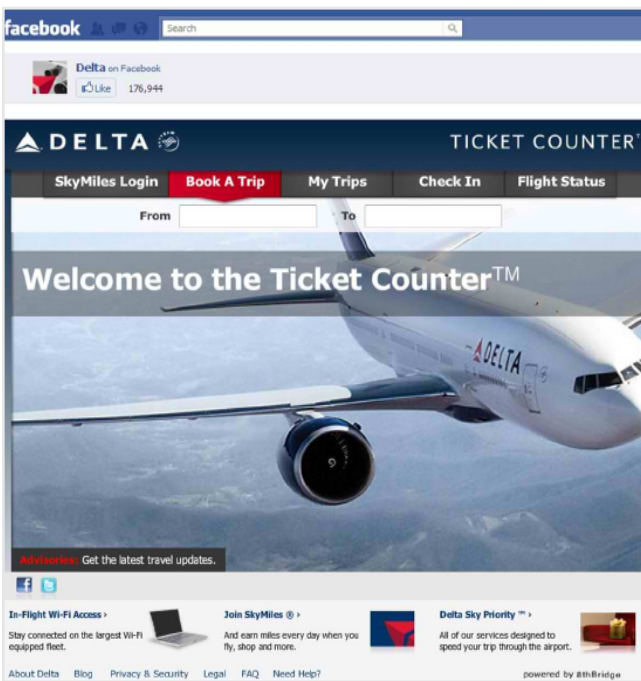 facebook
Search
Delta on Facebook
Like 176,944
DELTA
TICKET COUNTER
SkyMiles Login Book A Trip My Trips Check In Flight Status
From To
Welcome to the Ticket Counter™
DELTA
Advisories: Get the latest travel updates.
In-Flight Wi-Fi Access ›
Stay connected on the largest Wi-Fi
equipped fleet.
Join SkyMiles ® ›
And earn miles every day when you
fly, shop and more.
Delta Sky Priority ™ ›
All of our services designed to
speed your trip through the airport.
About Delta Blog Privacy & Security Legal FAQ Need Help?
powered by 8thBridge